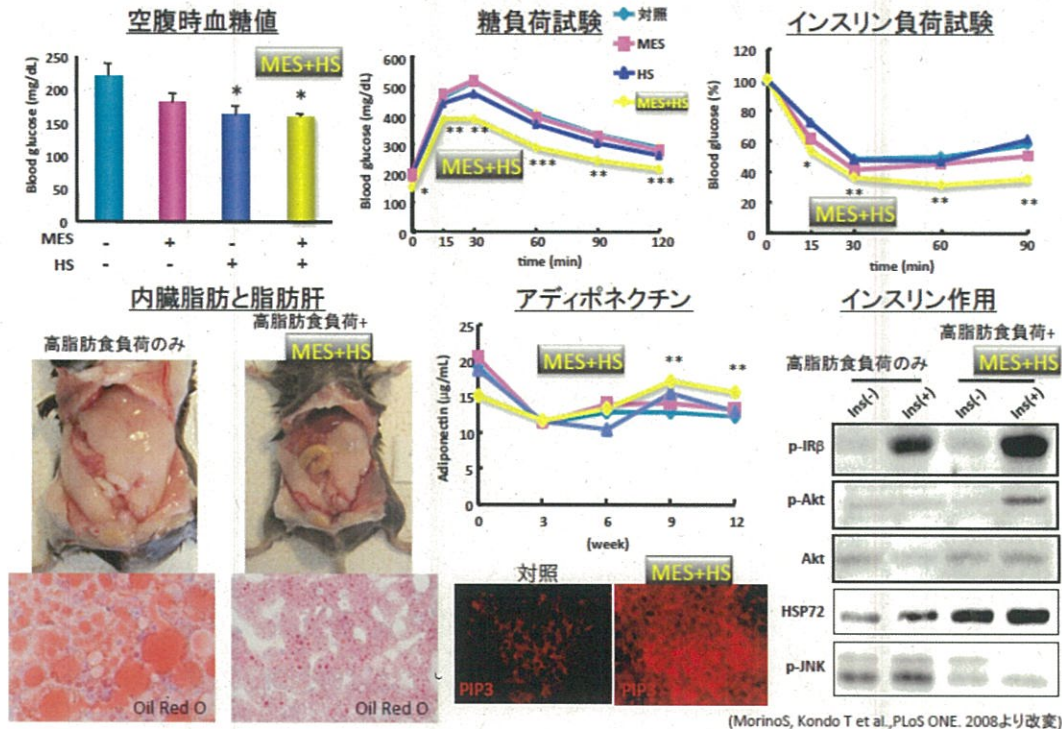 空腹時血糖値
MES+HS
Blood glucose (mg/dL)
250
200
150
100
50
0
*
*
MES - + - +
HS - - + +
糖負荷試験
対照
MES
HS
MES+HS
Blood glucose (mg/dL)
600
500
400
300
200
100
0
*
** **
***
**
***
MES+HS
0 15 30 60 90 120
time (min)
インスリン負荷試験
Blood glucose (%)
120
100
80
60
40
20
0
*
**
**
**
MES+HS
0 15 30 60 90
time (min)
内臓脂肪と脂肪肝
高脂肪食負荷のみ
高脂肪食負荷+
MES+HS
Oil Red O
Oil Red O
アディポネクチン
Adiponectin (μg/mL)
25
20
15
10
5
0
MES+HS
**
**
0 3 6 9 12
(week)
対照
MES+HS
PIP3
PIP3
インスリン作用
高脂肪食負荷のみ
高脂肪食負荷+
MES+HS
Ins(-) Ins(+) Ins(-) Ins(+)
p-IRβ
p-Akt
Akt
HSP72
p-JNK
(MorinoS, Kondo T et al.,PLoS ONE. 2008より改変)